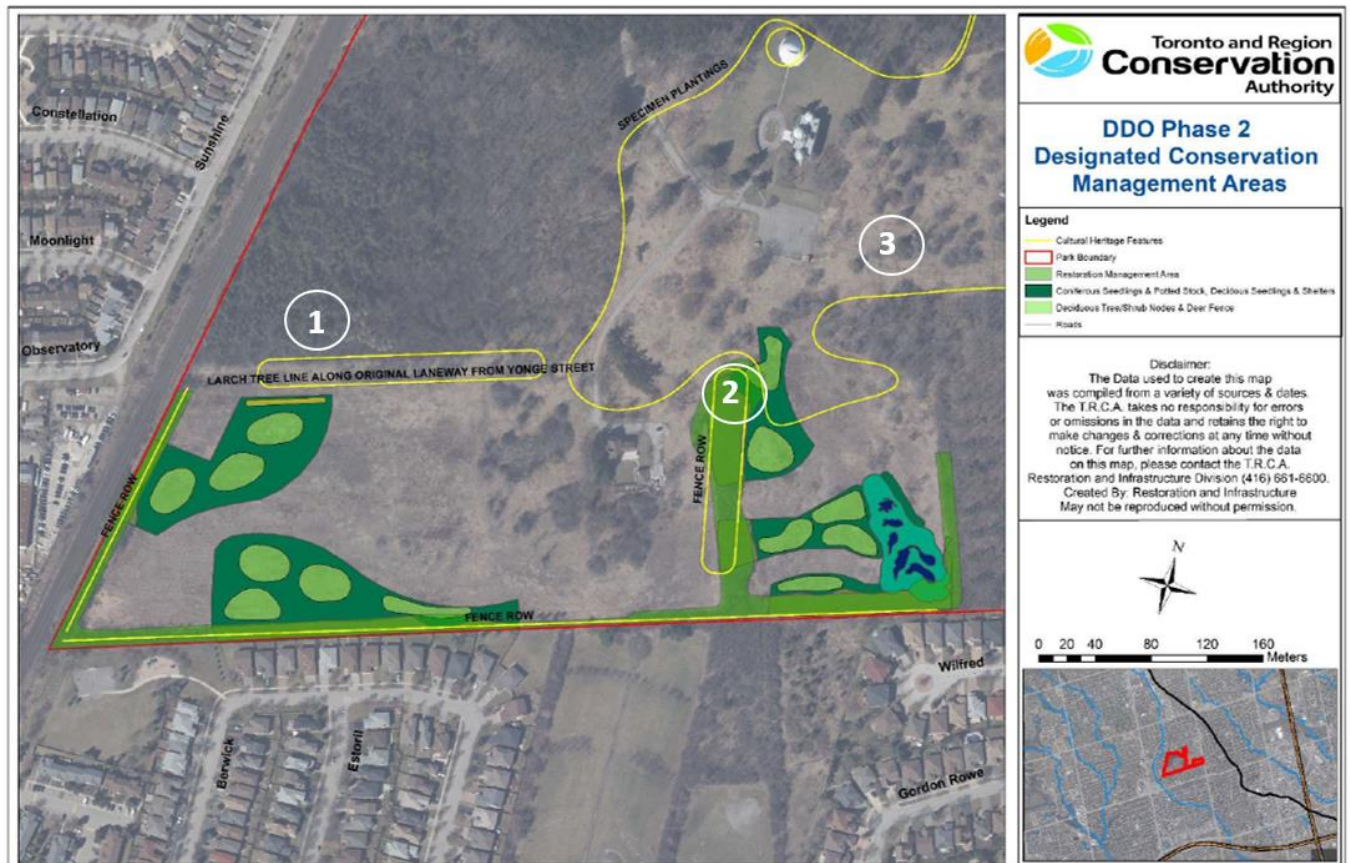 Constellation
Sunshine
Moonlight
Observatory
SPECIMEN PLANTINGS
1
2
3
LARCH TREE LINE ALONG ORIGINAL LANEWAY FROM YONGE STREET
FENCE ROW
FENCE ROW
FENCE ROW
Berwick
Estoril
Wilfred
Gordon Rowe
Toronto and Region
Conservation
Authority
DDO Phase 2
Designated Conservation
Management Areas
Legend
Cultural Heritage Features
Park Boundary
Restoration Management Area
Coniferous Seedlings & Potted Stock, Decidous Seedlings & Shelters
Deciduous Tree/Shrub Nodes & Deer Fence
Roads
Disclaimer:
The Data used to create this map
was compiled from a variety of sources & dates.
The T.R.C.A. takes no responsibility for errors
or omissions in the data and retains the right to
make changes & corrections at any time without
notice. For further information about the data
on this map, please contact the T.R.C.A.
Restoration and Infrastructure Division (416) 661-6600.
Created By: Restoration and Infrastructure
May not be reproduced without permission.
N
0 20 40 80 120 160
Meters